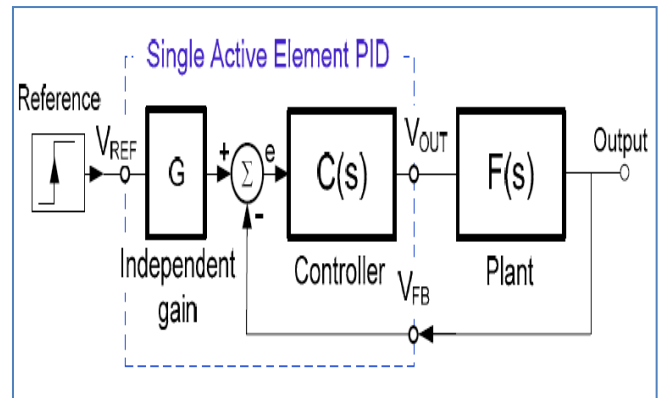 Single Active Element PID
Reference
VREF
G
+
Σ
e
C(s)
VOUT
F(s)
Output
-
Independent
gain
Controller
VFB
Plant